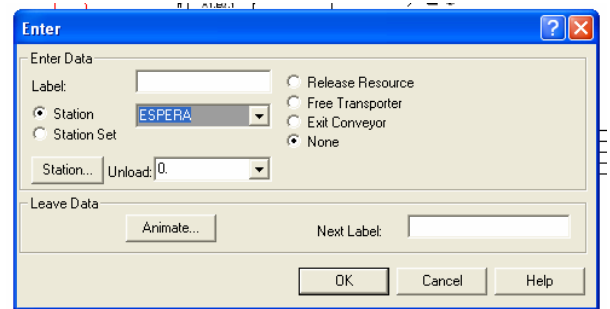 Enter
Enter Data
Label:
Release Resource
Free Transporter
Station ESPERA
Exit Conveyor
Station Set
None
Station... Unload: 0.
Leave Data
Animate... Next Label:
OK Cancel Help